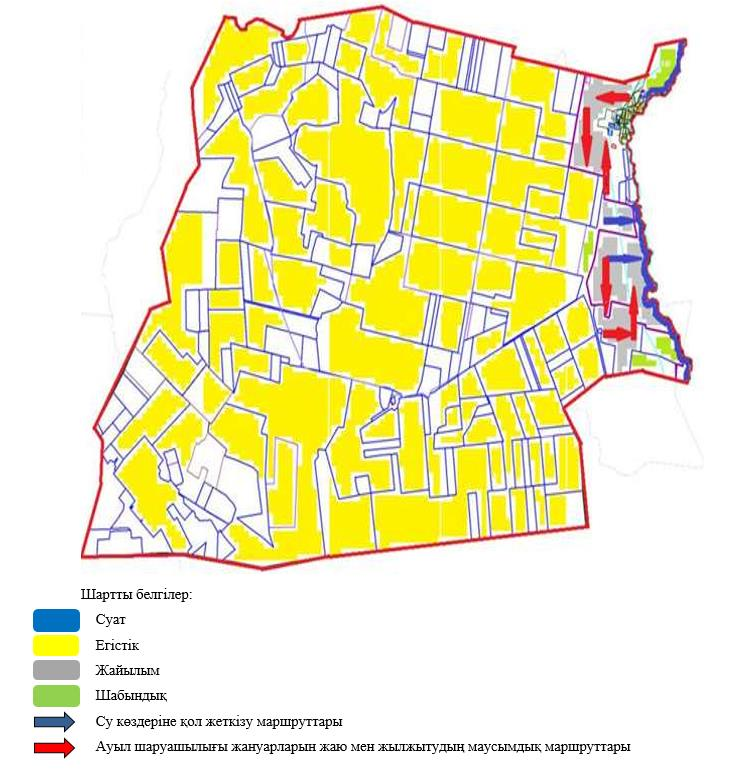 Шартты белгілер:
Суат
Егістік
Жайылым
Шабындық
Су көздеріне қол жеткізу маршруттары
Ауыл шаруашылығы жануарларын жаю мен жылжытудың маусымдық маршруттары